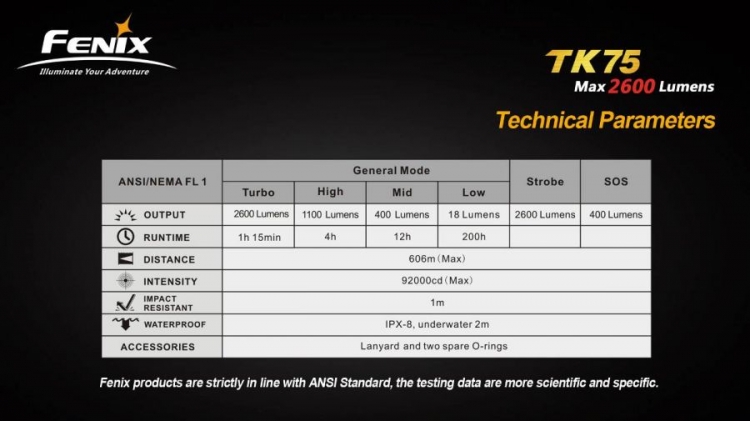 FENIX
Illuminate Your Adventure
TK75
Max 2600 Lumens
Technical Parameters
ANSI/NEMA FL 1 General Mode Strobe SOS
Turbo High Mid Low
OUTPUT 2600 Lumens 1100 Lumens 400 Lumens 18 Lumens 2600 Lumens 400 Lumens
RUNTIME 1h 15min 4h 12h 200h
DISTANCE 606m(Max)
INTENSITY 92000cd(Max)
IMPACT
RESISTANT 1m
WATERPROOF IPX-8, underwater 2m
ACCESSORIES Lanyard and two spare O-rings
Fenix products are strictly in line with ANSI Standard, the testing data are more scientific and specific.